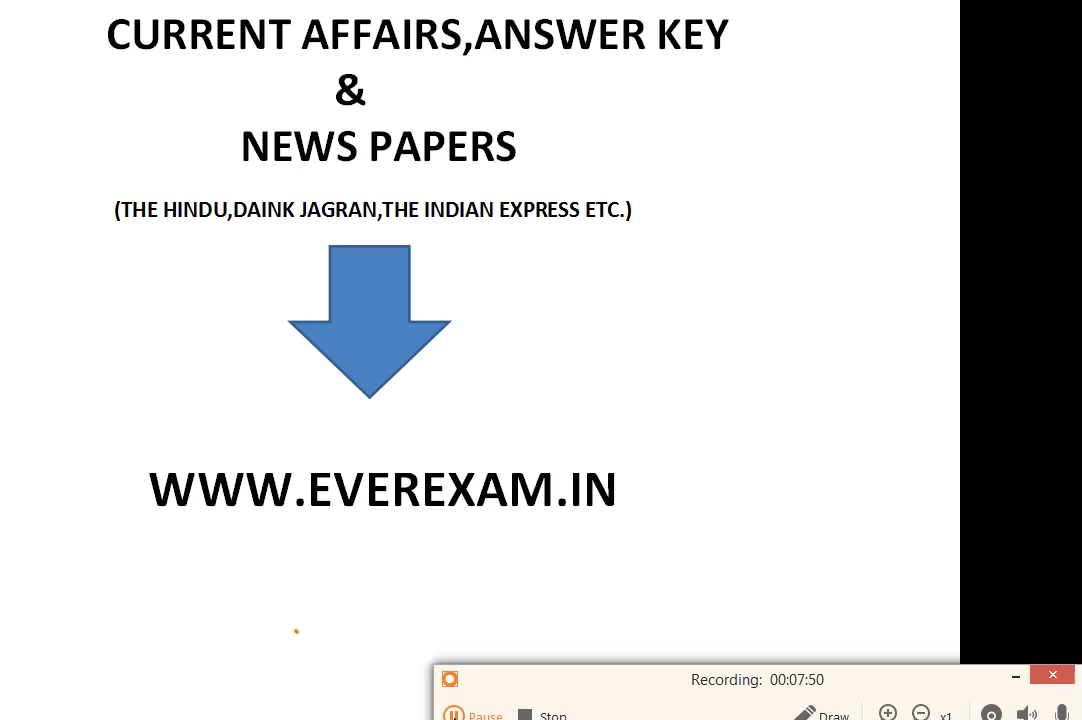 CURRENT AFFAIRS,ANSWER KEY
&
NEWS PAPERS
(THE HINDU,DAINK JAGRAN,THE INDIAN EXPRESS ETC.)
WWW.EVEREXAM.IN
Recording: 00:07:50
Pause Stop Draw x1